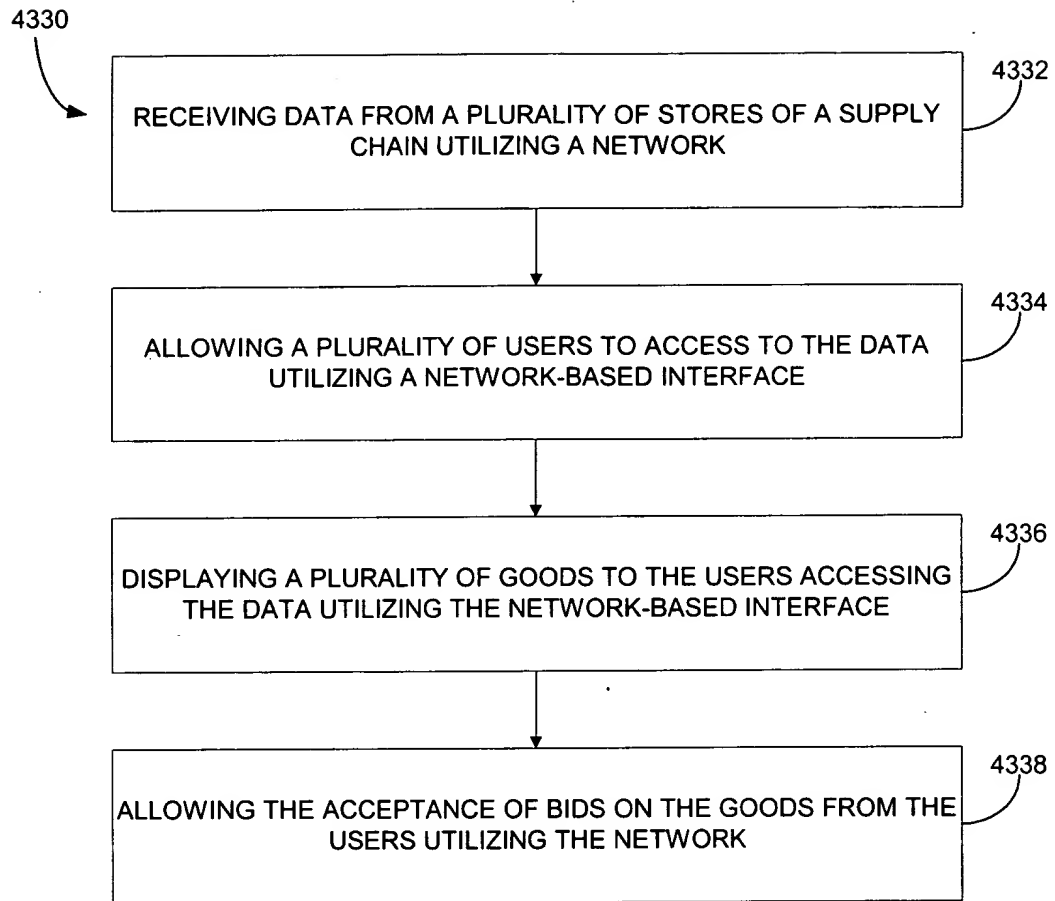 4330
4332
RECEIVING DATA FROM A PLURALITY OF STORES OF A SUPPLY
CHAIN UTILIZING A NETWORK
4334
ALLOWING A PLURALITY OF USERS TO ACCESS TO THE DATA
UTILIZING A NETWORK-BASED INTERFACE
4336
DISPLAYING A PLURALITY OF GOODS TO THE USERS ACCESSING
THE DATA UTILIZING THE NETWORK-BASED INTERFACE
4338
ALLOWING THE ACCEPTANCE OF BIDS ON THE GOODS FROM THE
USERS UTILIZING THE NETWORK